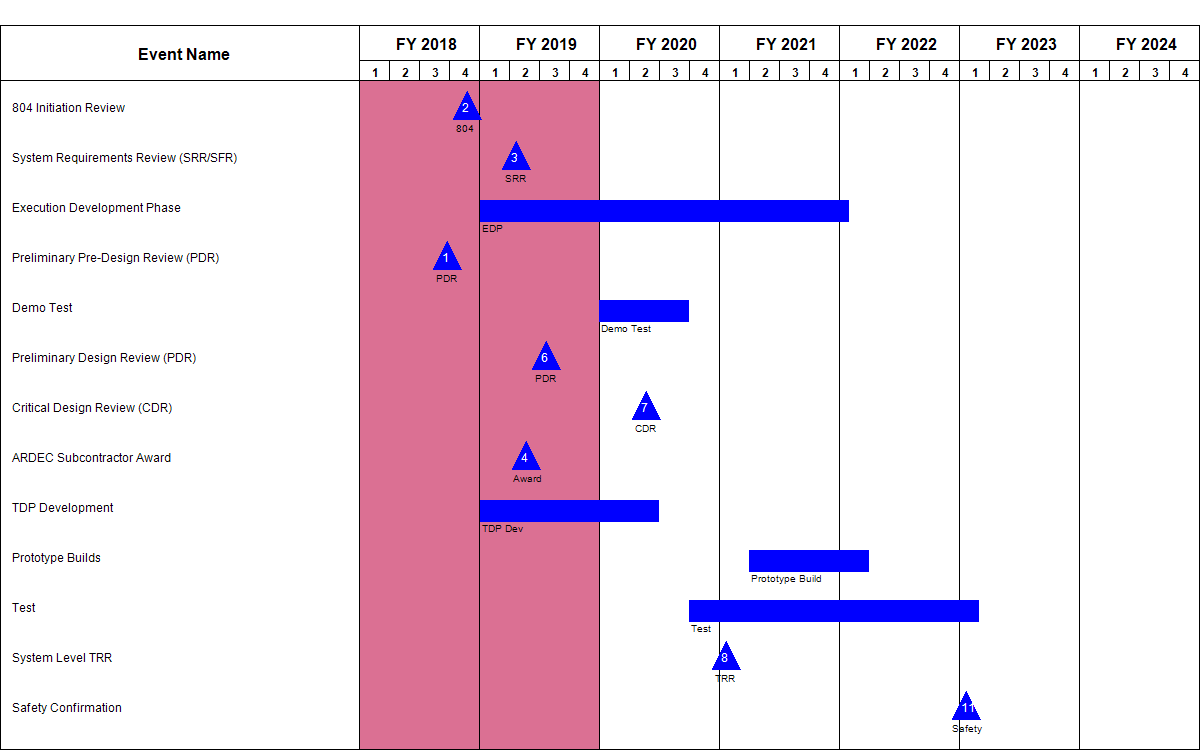 Event Name
FY 2018 FY 2019 FY 2020 FY 2021 FY 2022 FY 2023 FY 2024
1 2 3 4 1 2 3 4 1 2 3 4 1 2 3 4 1 2 3 4 1 2 3 4 1 2 3 4
804 Initiation Review
2
804
System Requirements Review (SRR/SFR)
3
SRR
Execution Development Phase
EDP
Preliminary Pre-Design Review (PDR)
1
PDR
Demo Test
Demo Test
Preliminary Design Review (PDR)
6
PDR
Critical Design Review (CDR)
7
CDR
ARDEC Subcontractor Award
4
Award
TDP Development
TDP Dev
Prototype Builds
Prototype Build
Test
Test
System Level TRR
8
TRR
Safety Confirmation
11
Safety